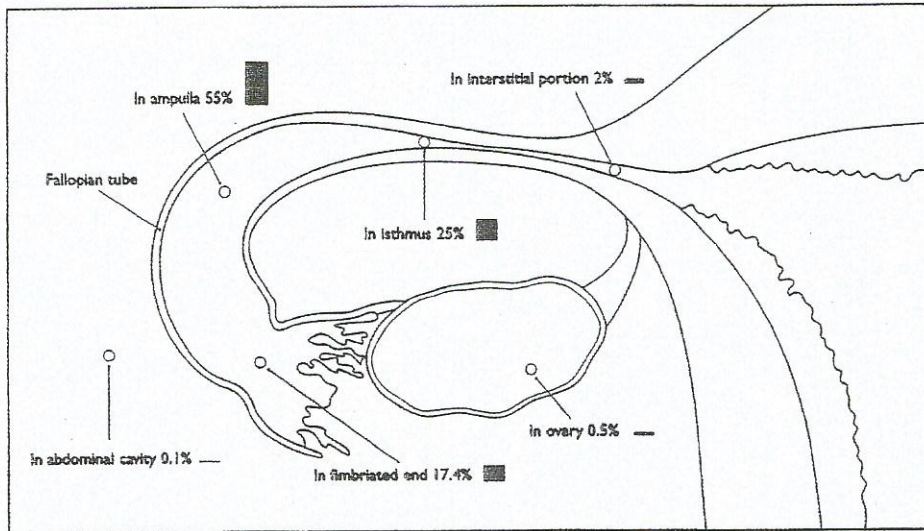 In ampulla 55%
In interstitial portion 2%
Fallopian tube
In isthmus 25%
In ovary 0.5%
In abdominal cavity 0.1%
In fimbriated end 17.4%